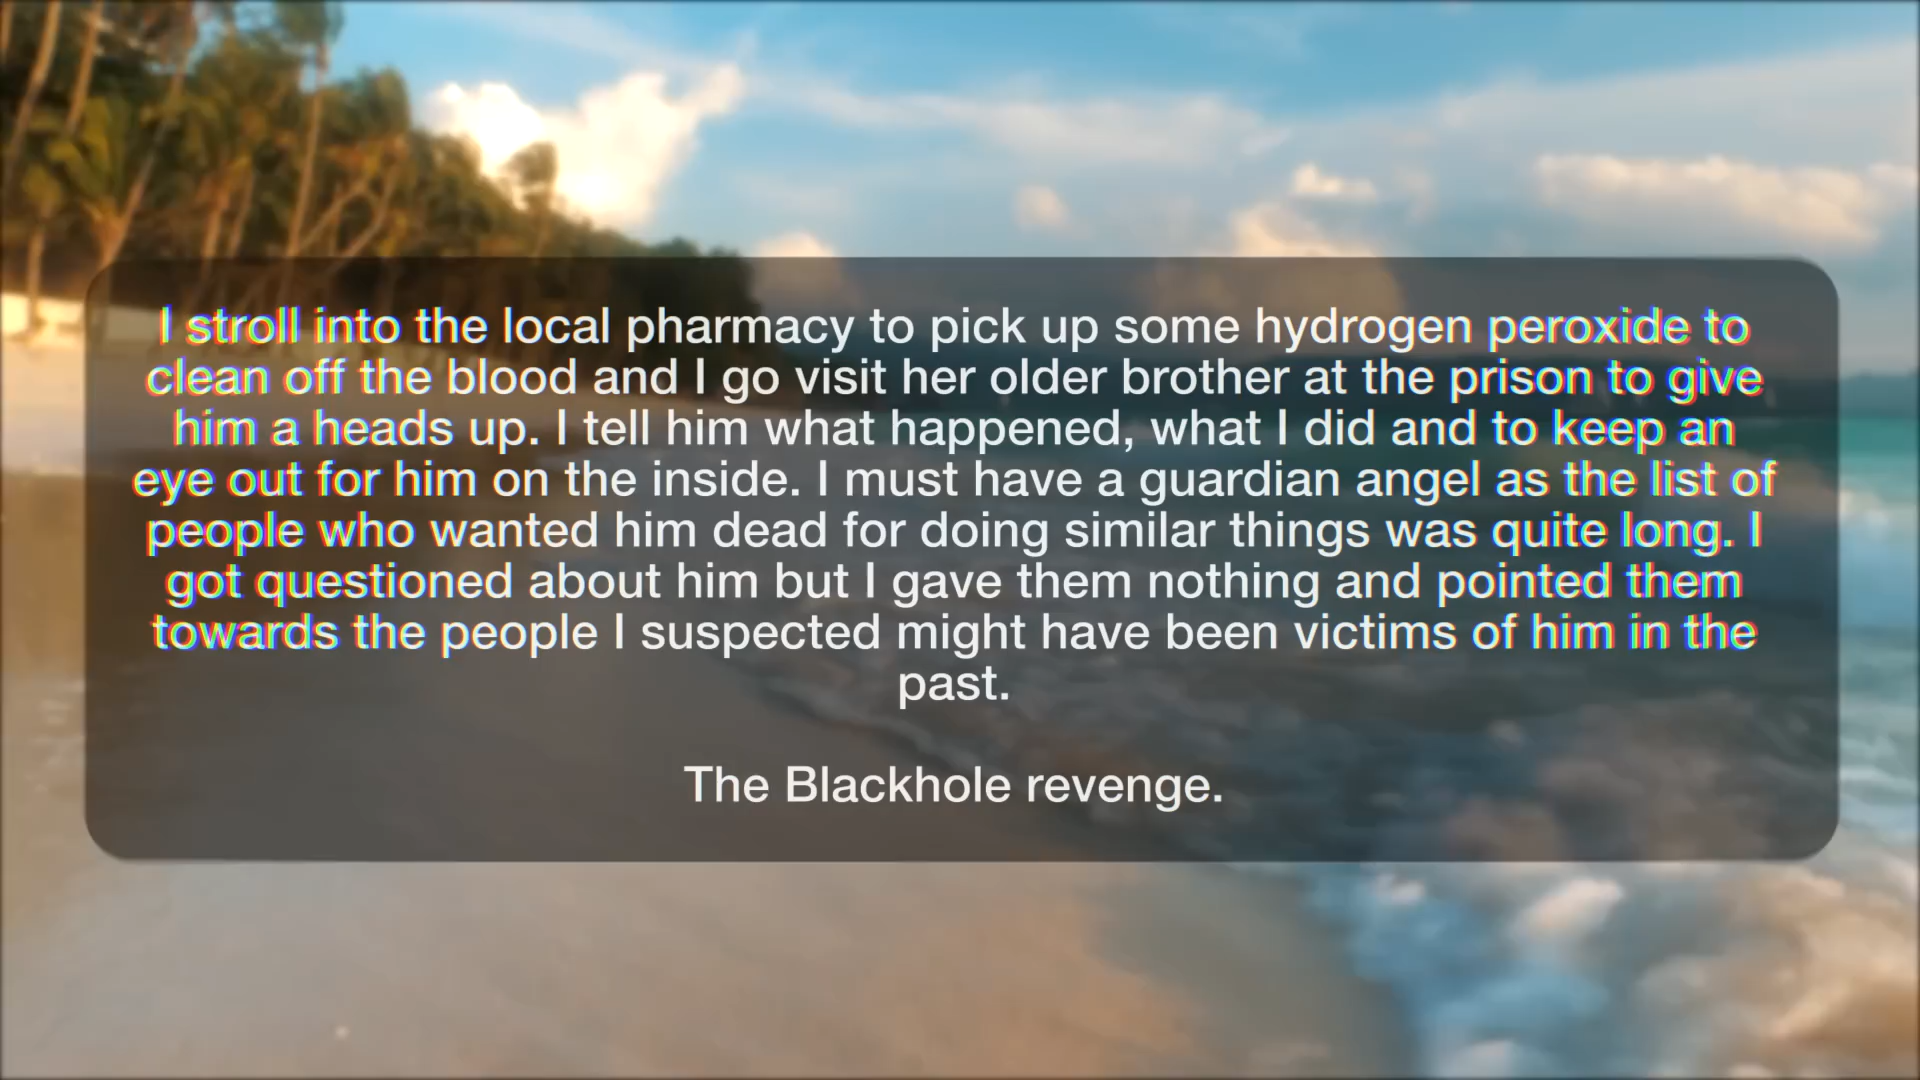 I stroll into the local pharmacy to pick up some hydrogen peroxide to
clean off the blood and I go visit her older brother at the prison to give
him a heads up. I tell him what happened, what I did and to keep an
eye out for him on the inside. I must have a guardian angel as the list of
people who wanted him dead for doing similar things was quite long. I
got questioned about him but I gave them nothing and pointed them
towards the people I suspected might have been victims of him in the
past.
The Blackhole revenge.